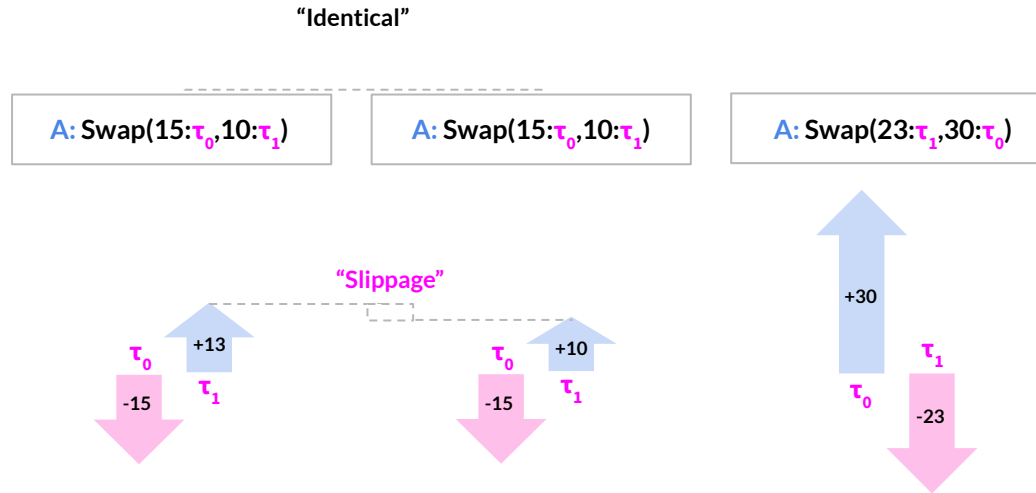 “Identical”
A: Swap(15:τ₀,10:τ₁)
A: Swap(15:τ₀,10:τ₁)
A: Swap(23:τ₁,30:τ₀)
“Slippage”
+30
+13
+10
τ₀
τ₀
τ₁
τ₁
τ₁
τ₀
-15
-15
-23